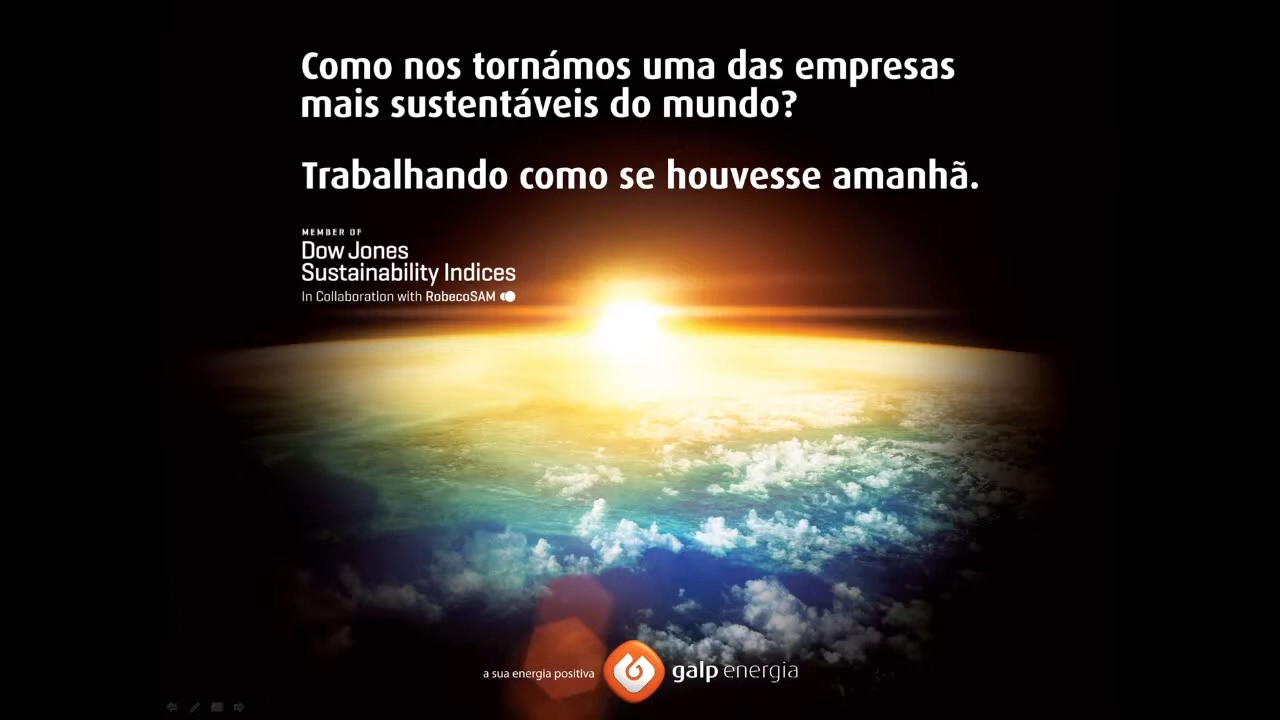 Como nos tornámos uma das empresas
mais sustentáveis do mundo?
Trabalhando como se houvesse amanhã.
MEMBER OF
Dow Jones
Sustainability Indices
In Collaboration with RobecoSAM
a sua energia positiva
galp energia